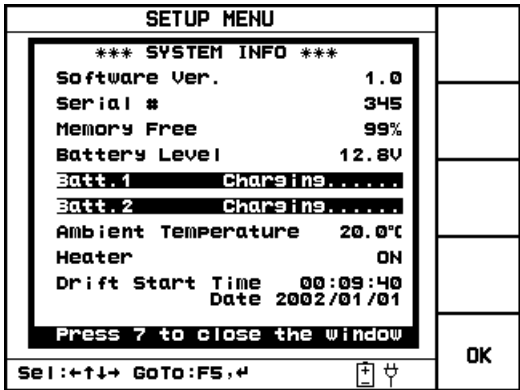 SETUP MENU
*** SYSTEM INFO ***
Software Ver. 1.0
Serial # 345
Memory Free 99%
Battery Level 12.8V
Batt.1 Charging......
Batt.2 Charging......
Ambient Temperature 20.0℃
Heater ON
Drift Start Time 00:09:40
Date 2002/01/01
Press 7 to close the window
OK
Sel:←↑↓→ GoTo:F5,↵